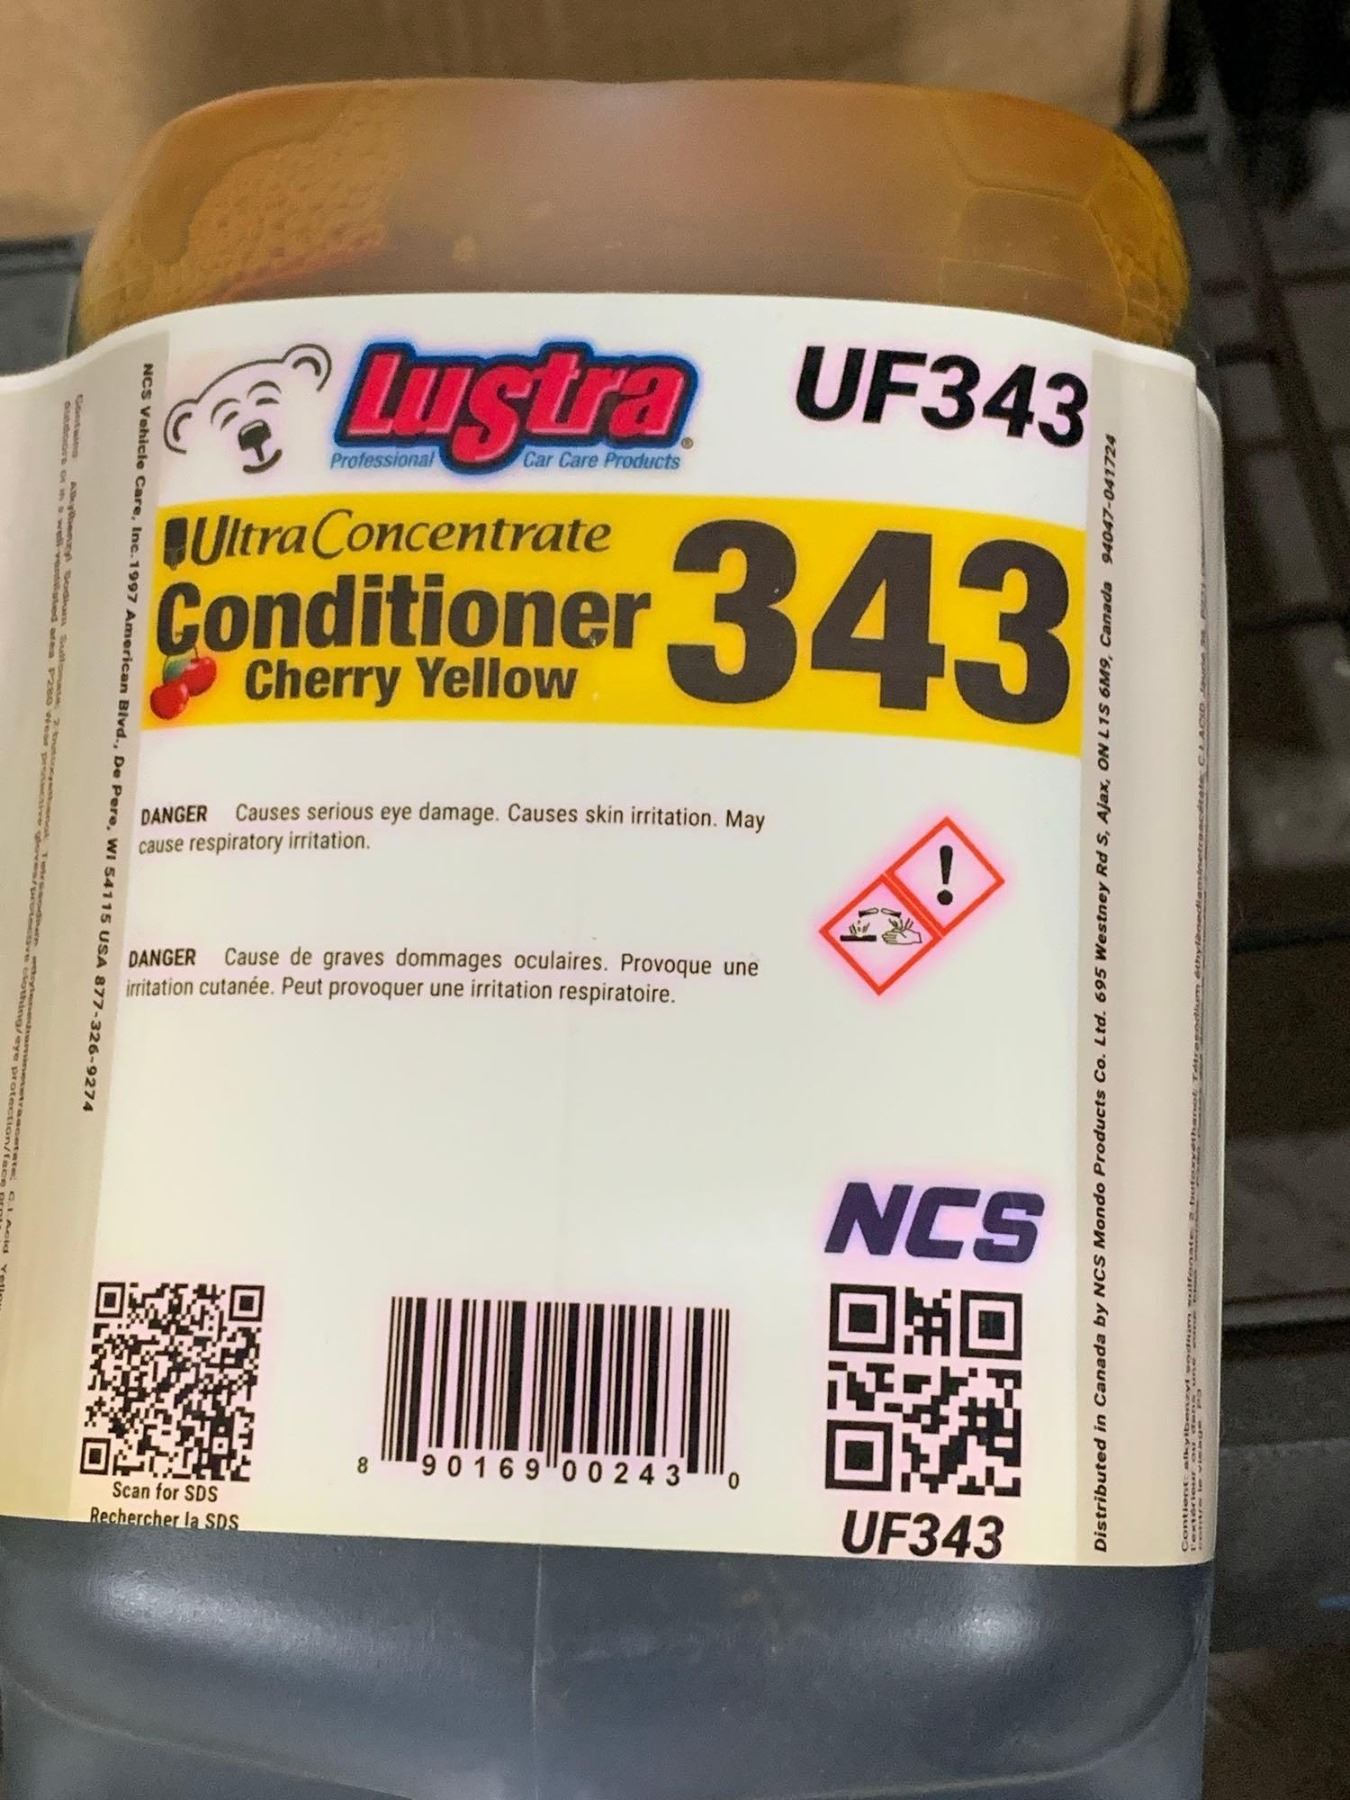 Lustra®
Professional Car Care Products
UF343
UltraConcentrate
Conditioner
Cherry Yellow
343
DANGER Causes serious eye damage. Causes skin irritation. May
cause respiratory irritation.
DANGER Cause de graves dommages oculaires. Provoque une
irritation cutanée. Peut provoquer une irritation respiratoire.
NCS
Scan for SDS
Rechercher la SDS
8 90169 00243 0
UF343
NCS Vehicle Care, Inc.1997 American Blvd., De Pere, WI 54115 USA 877-326-9274
Distributed in Canada by NCS Mondo Products Co. Ltd. 695 Westney Rd S, Ajax, ON L1S 6M9, Canada 94047-041724